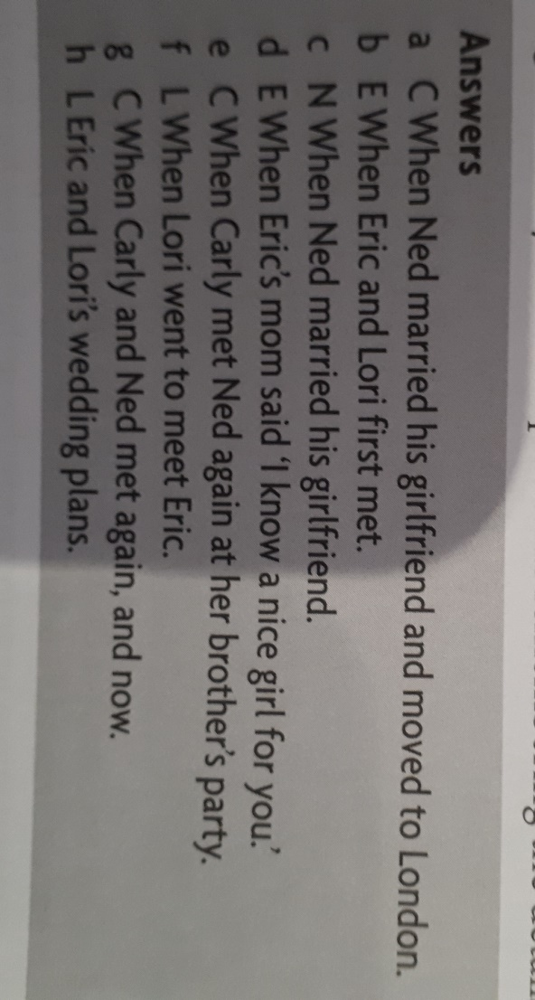 Answers
a C When Ned married his girlfriend and moved to London.
b E When Eric and Lori first met.
c N When Ned married his girlfriend.
d E When Eric's mom said 'I know a nice girl for you.'
e C When Carly met Ned again at her brother's party.
f L When Lori went to meet Eric.
g C When Carly and Ned met again, and now.
h L Eric and Lori's wedding plans.